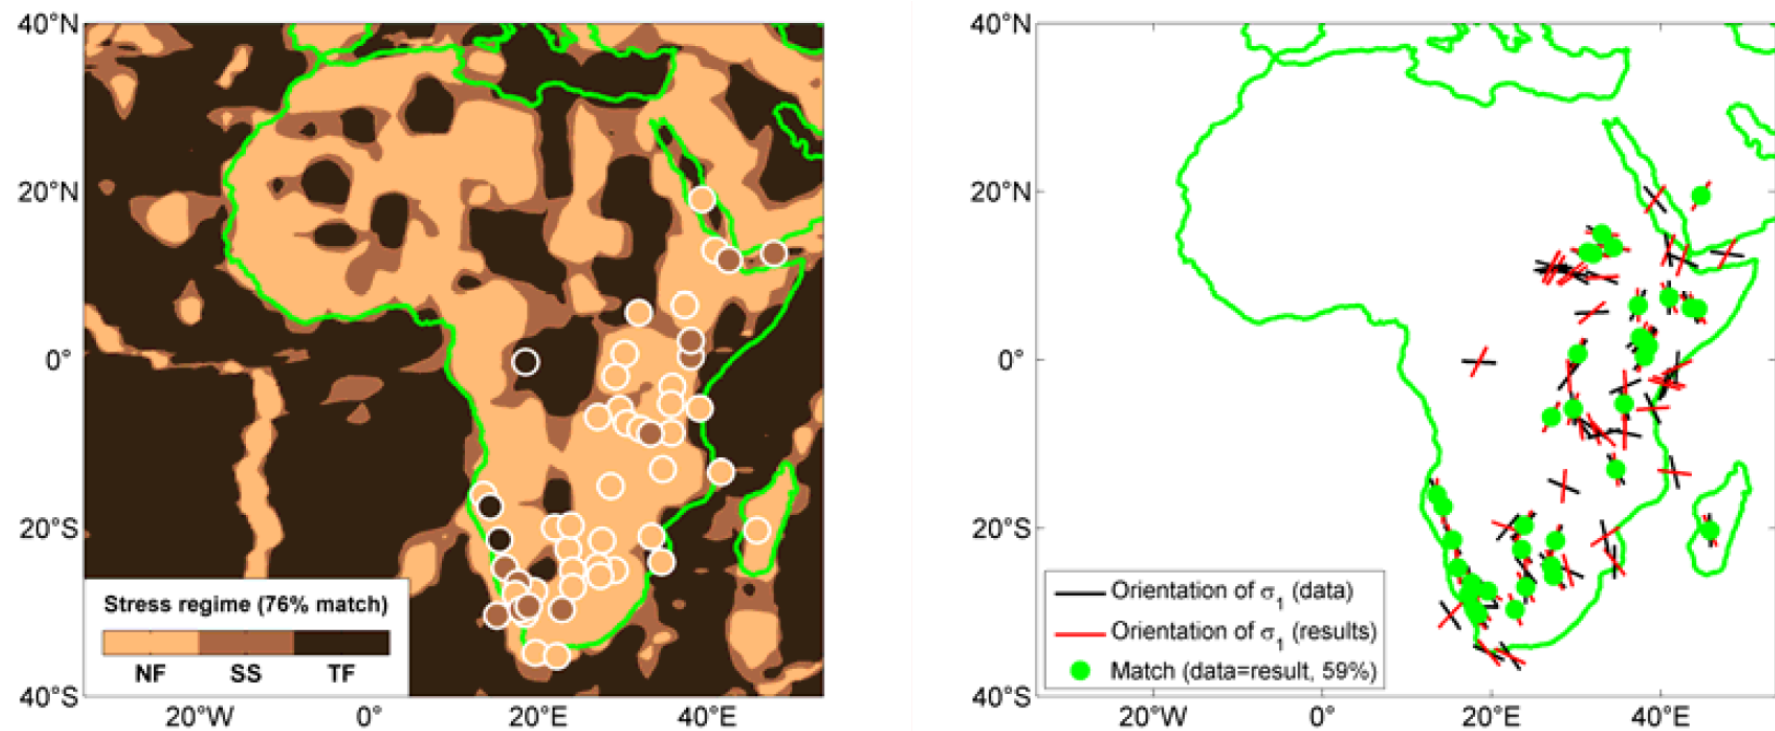 40°N
20°N
0°
20°S
40°S
Stress regime (76% match)
NF SS TF
20°W 0° 20°E 40°E
40°N
20°N
0°
20°S
40°S
Orientation of σ1 (data)
Orientation of σ1 (results)
Match (data=result, 59%)
20°W 0° 20°E 40°E